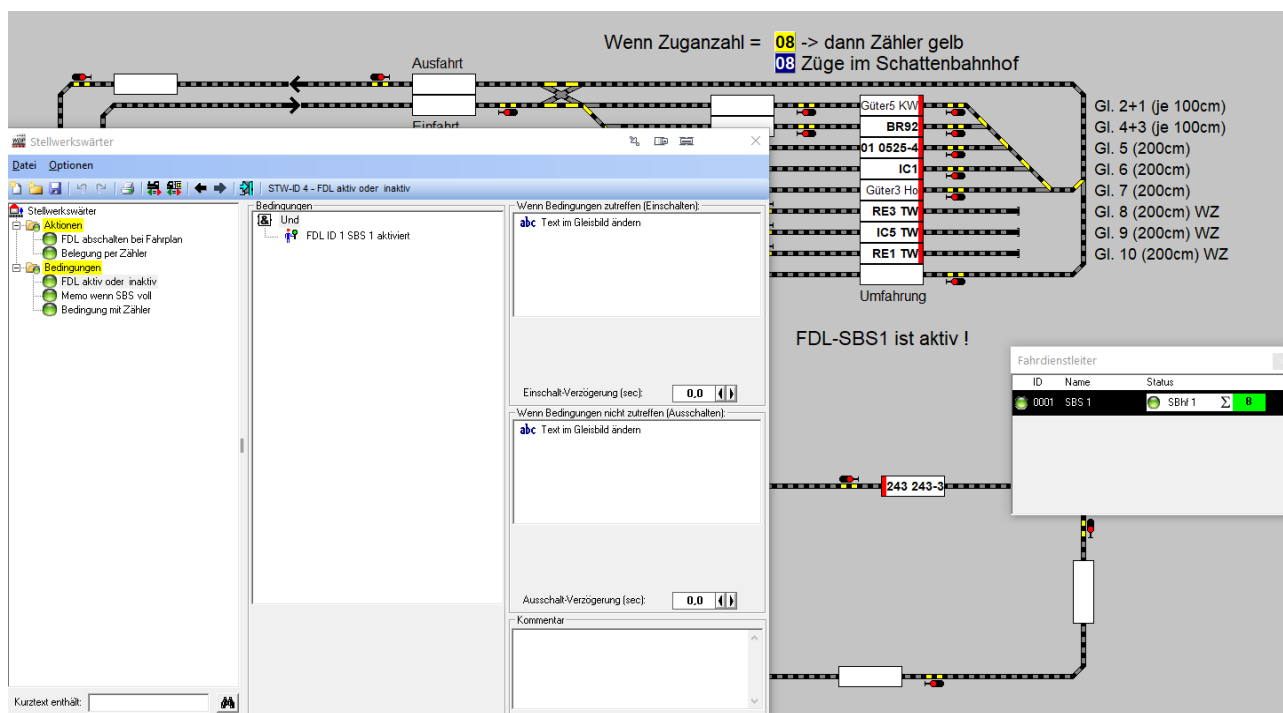 Wenn Zuganzahl = 08 -> dann Zähler gelb
08 Züge im Schattenbahnhof
Ausfahrt
Einfahrt
Güter5 KW
BR92
01 0525-4
IC1
Güter3 Ho
RE3 TW
IC5 TW
RE1 TW
Umfahrung
Gl. 2+1 (je 100cm)
Gl. 4+3 (je 100cm)
Gl. 5 (200cm)
Gl. 6 (200cm)
Gl. 7 (200cm)
Gl. 8 (200cm) WZ
Gl. 9 (200cm) WZ
Gl. 10 (200cm) WZ
FDL-SBS1 ist aktiv !
Stellwerkswärter
Datei Optionen
STW-ID 4 - FDL aktiv oder inaktiv
Stellwerkswärter
Aktionen
FDL abschalten bei Fahrplan
Belegung per Zähler
Bedingungen
FDL aktiv oder inaktiv
Memo wenn SBS voll
Bedingung mit Zähler
Kurztext enthält:
Bedingungen
& Und
FDL ID 1 SBS 1 aktiviert
Wenn Bedingungen zutreffen (Einschalten):
abc Text im Gleisbild ändern
Einschalt-Verzögerung (sec): 0,0
Wenn Bedingungen nicht zutreffen (Ausschalten):
abc Text im Gleisbild ändern
Ausschalt-Verzögerung (sec): 0,0
Kommentar
Fahrdienstleiter
ID Name Status
0001 SBS 1 SBhf 1 Σ 8
243 243-3